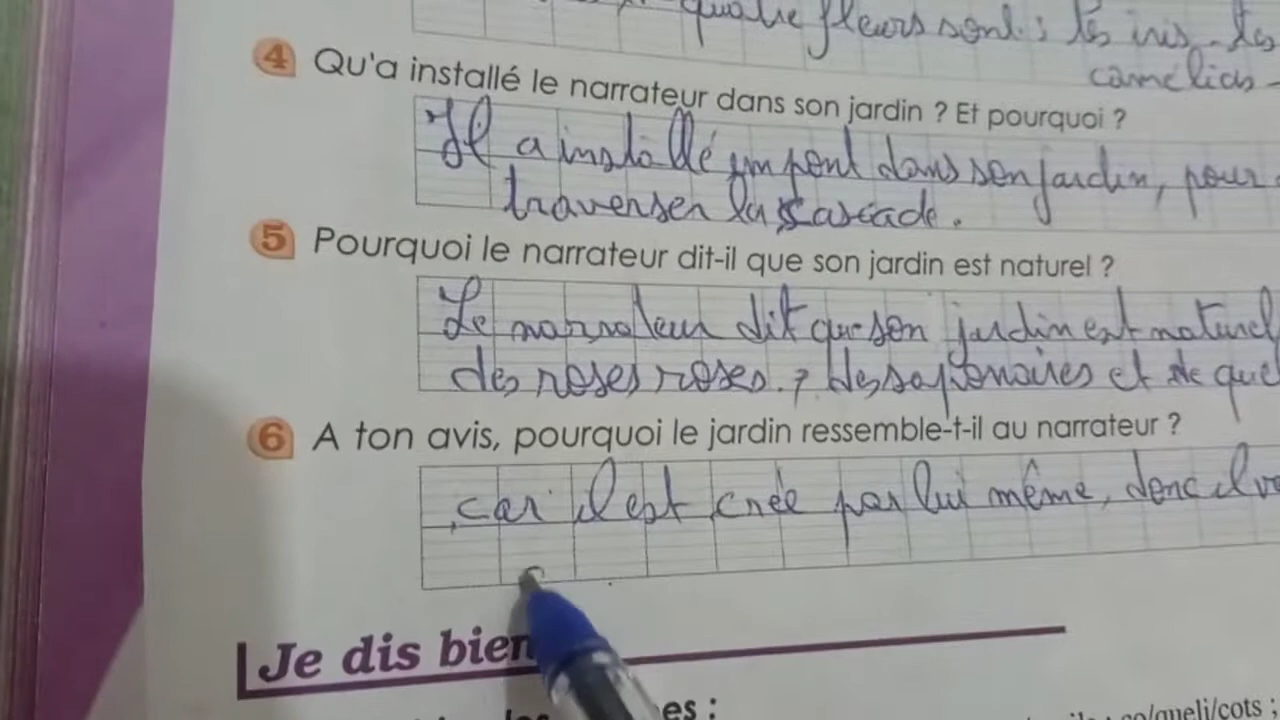 quatre fleurs sont : les iris - les
camélias -
4 Qu'a installé le narrateur dans son jardin ? Et pourquoi ?
Il a installé un pont dans son jardin, pour
traverser la cascade.
5 Pourquoi le narrateur dit-il que son jardin est naturel ?
Le narrateur dit que son jardin est naturel
des roses roses, des saponaires et de que
6 A ton avis, pourquoi le jardin ressemble-t-il au narrateur ?
car il est créé par lui même, donc il
Je dis bien
es :